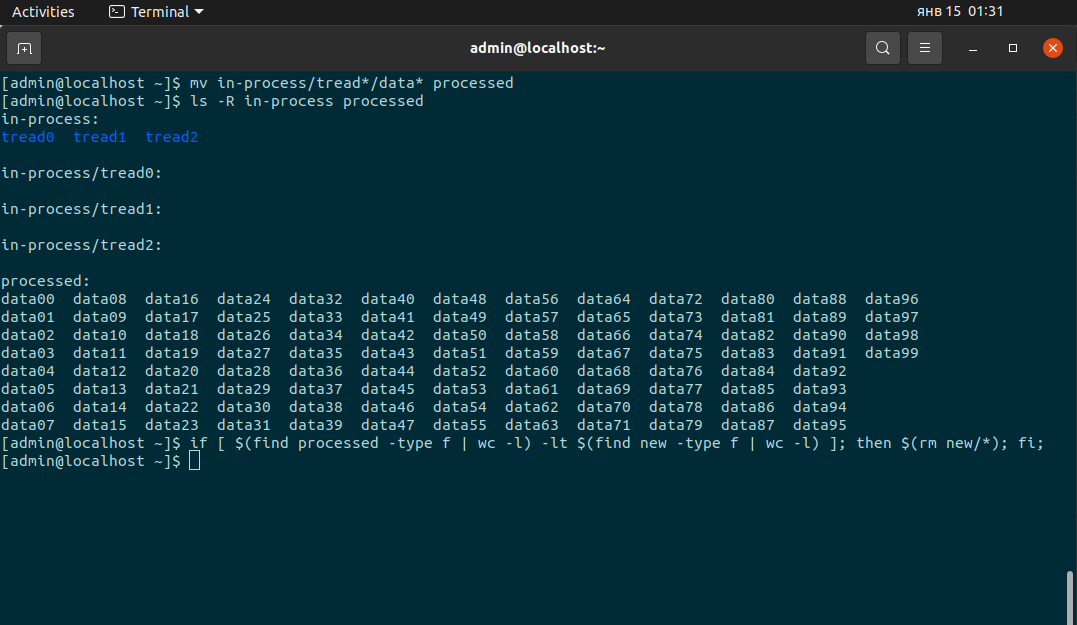 Activities Terminal янв 15 01:31
admin@localhost:~
[admin@localhost ~]$ mv in-process/tread*/data* processed
[admin@localhost ~]$ ls -R in-process processed
in-process:
tread0 tread1 tread2
in-process/tread0:
in-process/tread1:
in-process/tread2:
processed:
data00 data08 data16 data24 data32 data40 data48 data56 data64 data72 data80 data88 data96
data01 data09 data17 data25 data33 data41 data49 data57 data65 data73 data81 data89 data97
data02 data10 data18 data26 data34 data42 data50 data58 data66 data74 data82 data90 data98
data03 data11 data19 data27 data35 data43 data51 data59 data67 data75 data83 data91 data99
data04 data12 data20 data28 data36 data44 data52 data60 data68 data76 data84 data92
data05 data13 data21 data29 data37 data45 data53 data61 data69 data77 data85 data93
data06 data14 data22 data30 data38 data46 data54 data62 data70 data78 data86 data94
data07 data15 data23 data31 data39 data47 data55 data63 data71 data79 data87 data95
[admin@localhost ~]$ if [ $(find processed -type f | wc -l) -lt $(find new -type f | wc -l) ]; then $(rm new/*); fi;
[admin@localhost ~]$